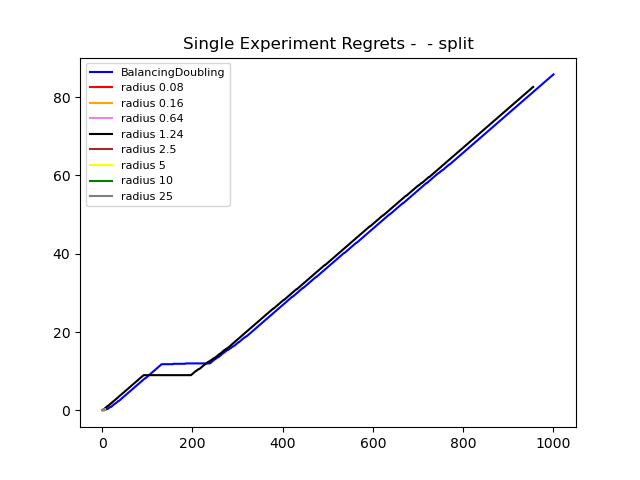 Single Experiment Regrets -  - split
BalancingDoubling
radius 0.08
radius 0.16
radius 0.64
radius 1.24
radius 2.5
radius 5
radius 10
radius 25
80
60
40
20
0
0 200 400 600 800 1000